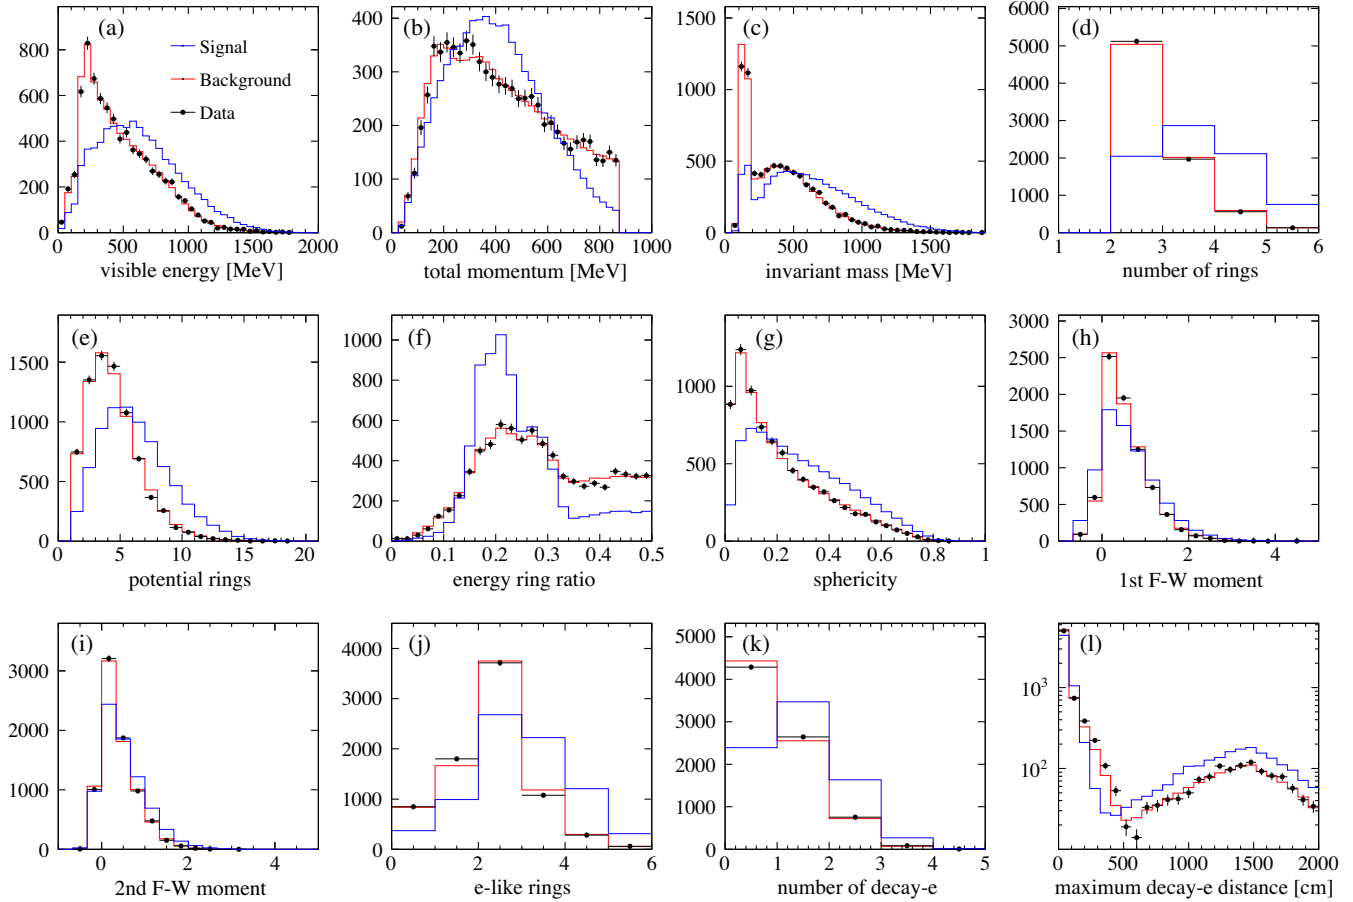 (a)
Signal
Background
Data
800
600
400
200
0
0 500 1000 1500 2000
visible energy [MeV]
(b)
400
300
200
100
0
0 200 400 600 800 1000
total momentum [MeV]
(c)
1500
1000
500
0
0 500 1000 1500
invariant mass [MeV]
(d)
6000
5000
4000
3000
2000
1000
0
1 2 3 4 5 6
number of rings
(e)
1500
1000
500
0
0 5 10 15 20
potential rings
(f)
1000
800
600
400
200
0
0 0.1 0.2 0.3 0.4 0.5
energy ring ratio
(g)
1000
500
0
0 0.2 0.4 0.6 0.8 1
sphericity
(h)
3000
2500
2000
1500
1000
500
0
0 2 4
1st F-W moment
(i)
3000
2000
1000
0
0 2 4
2nd F-W moment
(j)
4000
3000
2000
1000
0
0 2 4 6
e-like rings
(k)
5000
4000
3000
2000
1000
0
0 1 2 3 4 5
number of decay-e
(l)
10³
10²
0 500 1000 1500 2000
maximum decay-e distance [cm]